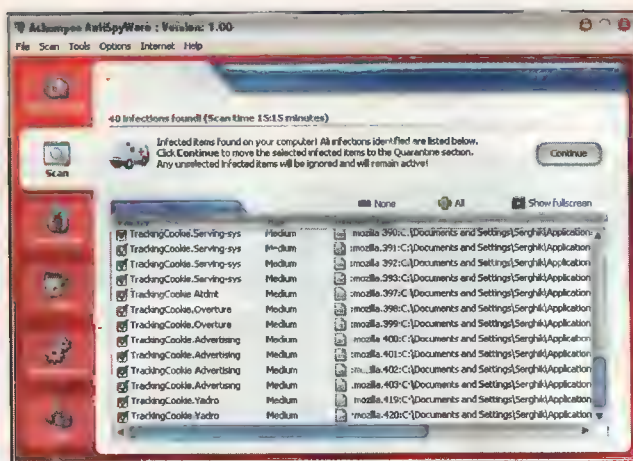 Ashampoo AntiSpyWare : Version: 1.00
File Scan Tools Options Internet Help
40 Infections found! (Scan time 15:15 minutes)
Infected items found on your computer! All infections identified are listed below.
Click Continue to move the selected infected items to the Quarantine section.
Any unselected infected items will be ignored and will remain active!
Continue
Scan
None All Show fullscreen
TrackingCookie.Serving-sys Medium :mozilla.390:C:\Documents and Settings\Serghik\Application
TrackingCookie.Serving-sys Medium :mozilla.391:C:\Documents and Settings\Serghik\Application
TrackingCookie.Serving-sys Medium :mozilla.392:C:\Documents and Settings\Serghik\Application
TrackingCookie.Serving-sys Medium :mozilla.393:C:\Documents and Settings\Serghik\Application
TrackingCookie.Atdmt Medium :mozilla.397:C:\Documents and Settings\Serghik\Application
TrackingCookie.Overture Medium :mozilla.398:C:\Documents and Settings\Serghik\Application
TrackingCookie.Overture Medium :mozilla.399:C:\Documents and Settings\Serghik\Application
TrackingCookie.Advertising Medium :mozilla.400:C:\Documents and Settings\Serghik\Application
TrackingCookie.Advertising Medium :mozilla.401:C:\Documents and Settings\Serghik\Application
TrackingCookie.Advertising Medium :mozilla.402:C:\Documents and Settings\Serghik\Application
TrackingCookie.Advertising Medium :mozilla.403:C:\Documents and Settings\Serghik\Application
TrackingCookie.Yadro Medium :mozilla.419:C:\Documents and Settings\Serghik\Application
TrackingCookie.Yadro Medium :mozilla.420:C:\Documents and Settings\Serghik\Application